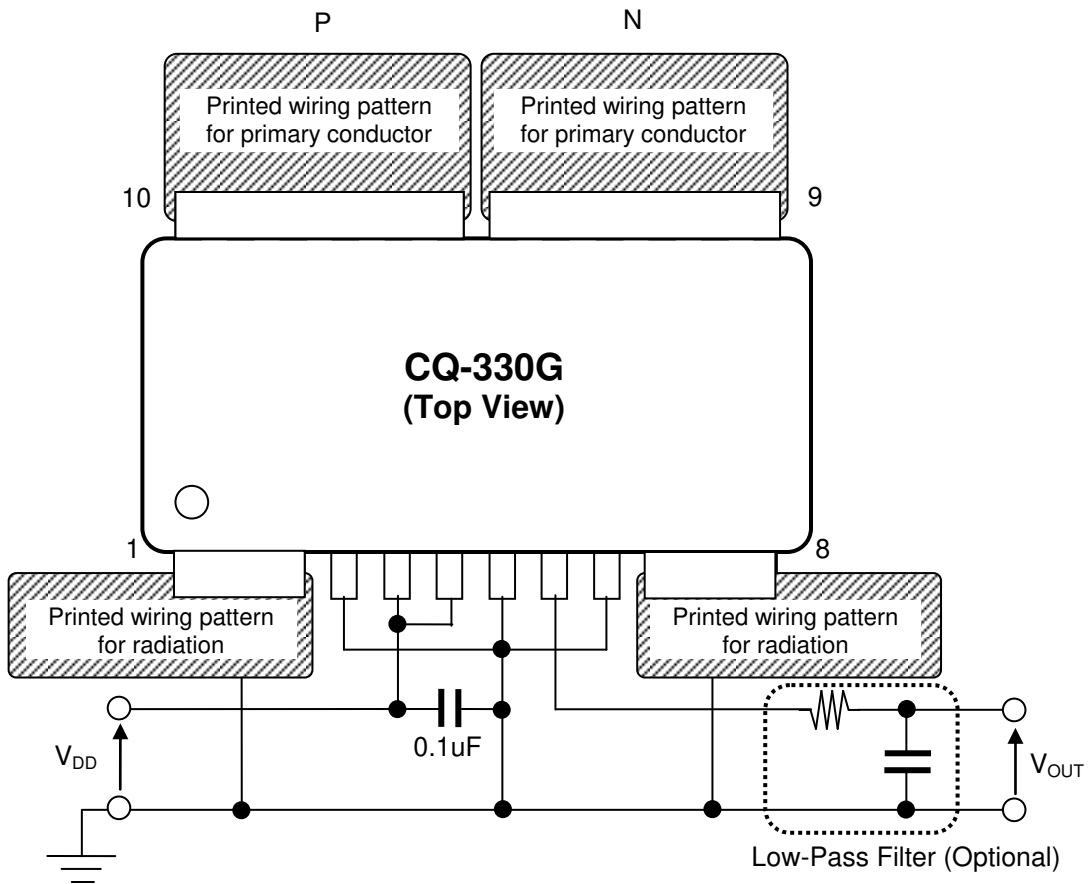 P
N
Printed wiring pattern
for primary conductor
Printed wiring pattern
for primary conductor
10
9
CQ-330G
(Top View)
1
8
Printed wiring pattern
for radiation
Printed wiring pattern
for radiation
0.1uF
VDD
VOUT
Low-Pass Filter (Optional)